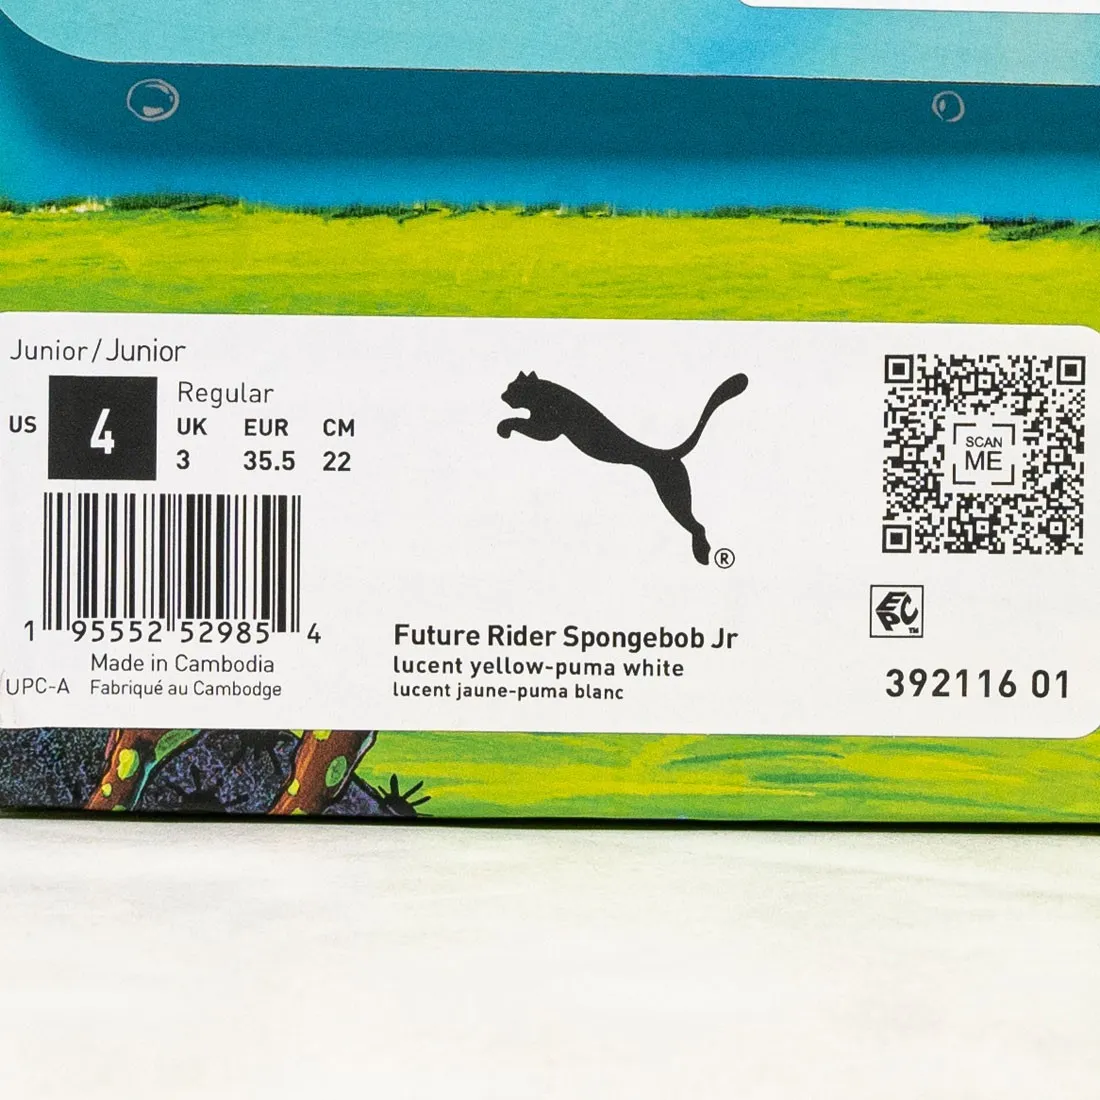 Junior/Junior
US 4
Regular
UK EUR CM
3 35.5 22
1 95552 52985 4
Made in Cambodia
UPC-A Fabriqué au Cambodge
®
Future Rider Spongebob Jr
lucent yellow-puma white
lucent jaune-puma blanc
SCAN
ME
EPC™
392116 01